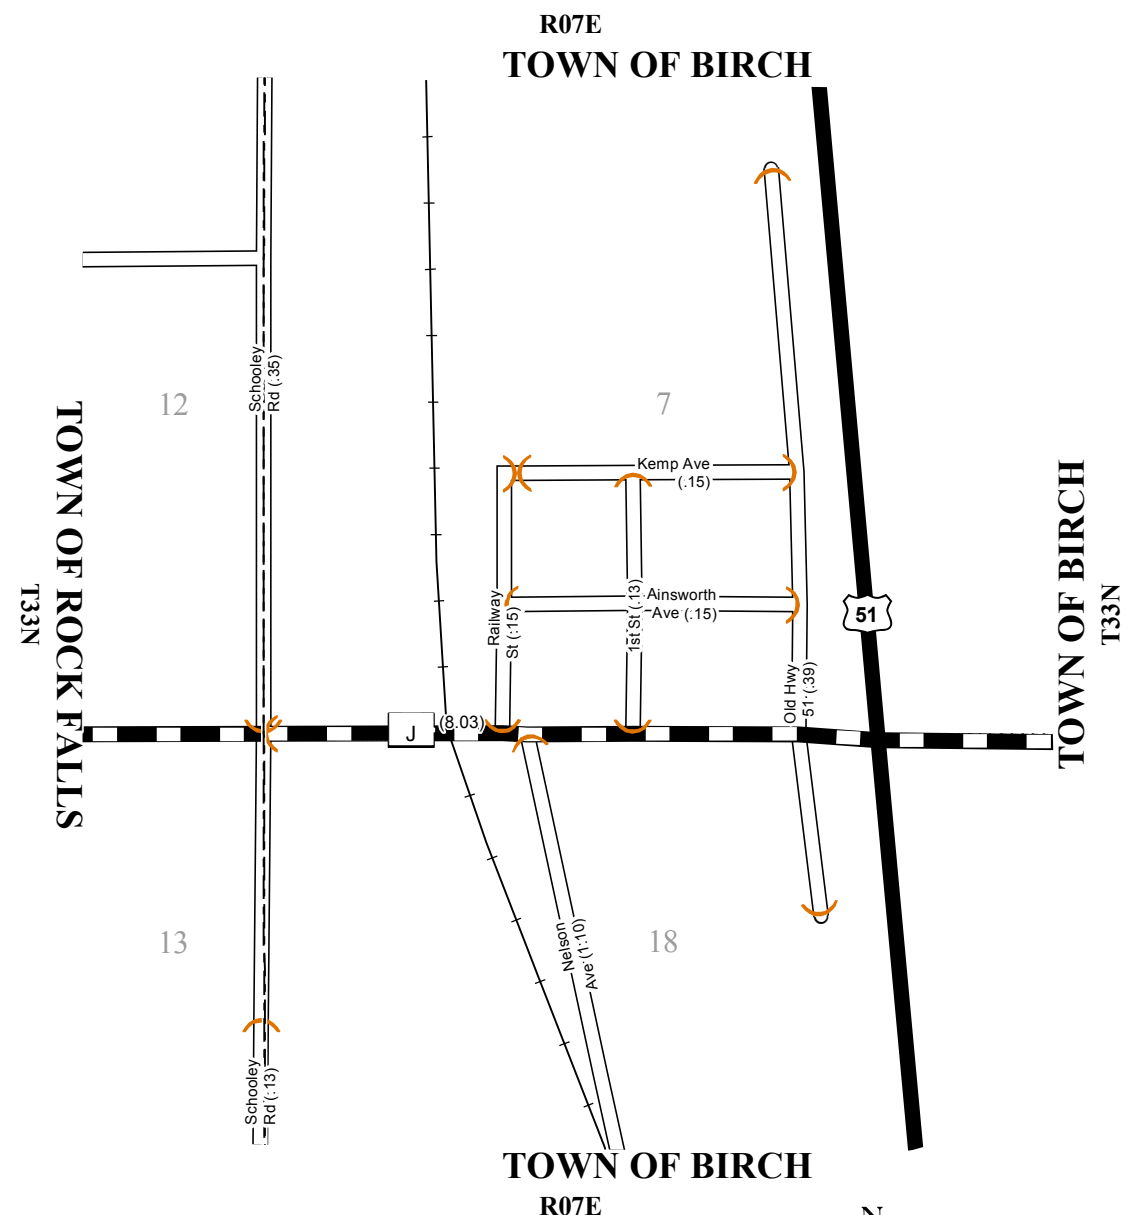 R07E
TOWN OF BIRCH
Schooley
Rd (.35)
12
7
TOWN OF ROCK FALLS
T33N
TOWN OF BIRCH
T33N
Kemp Ave
(.15)
Ainsworth
Ave (.15)
Railway
St (.15)
1st St (.13)
51
Old Hwy
51 (.39)
J
(8.03)
13
18
Nelson
Ave (1.10)
Schooley
Rd (.13)
TOWN OF BIRCH
R07E
N